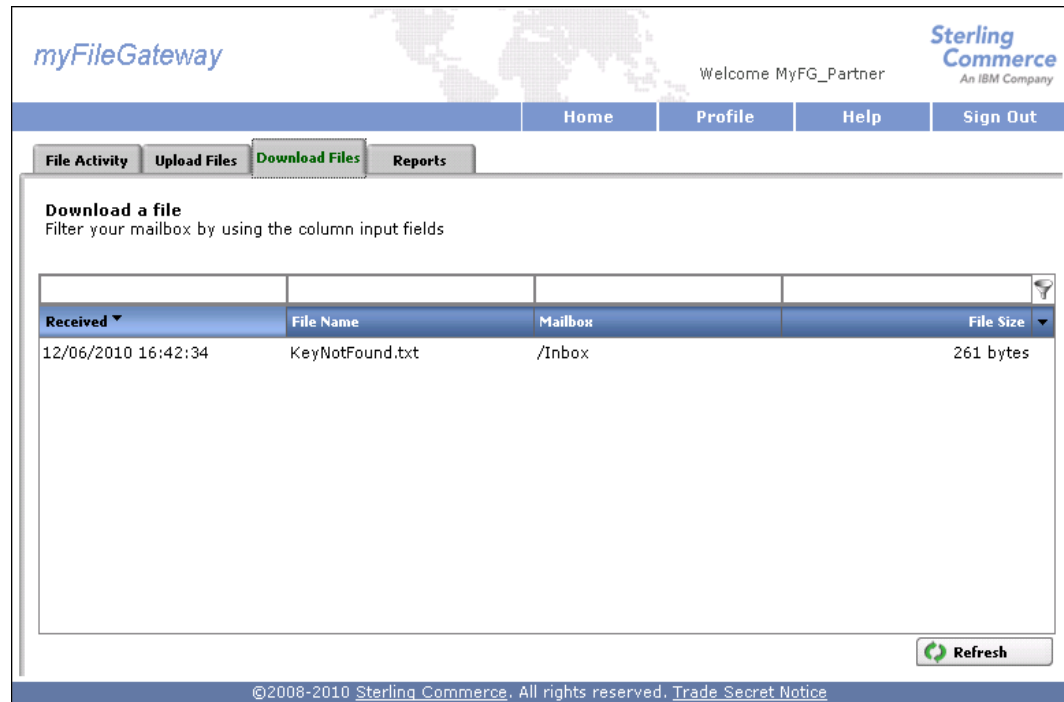 myFileGateway
Sterling
Commerce
An IBM Company
Welcome MyFG_Partner
Home Profile Help Sign Out
File Activity Upload Files Download Files Reports
Download a file
Filter your mailbox by using the column input fields
Received File Name Mailbox File Size
12/06/2010 16:42:34 KeyNotFound.txt /Inbox 261 bytes
Refresh
©2008-2010 Sterling Commerce. All rights reserved. Trade Secret Notice